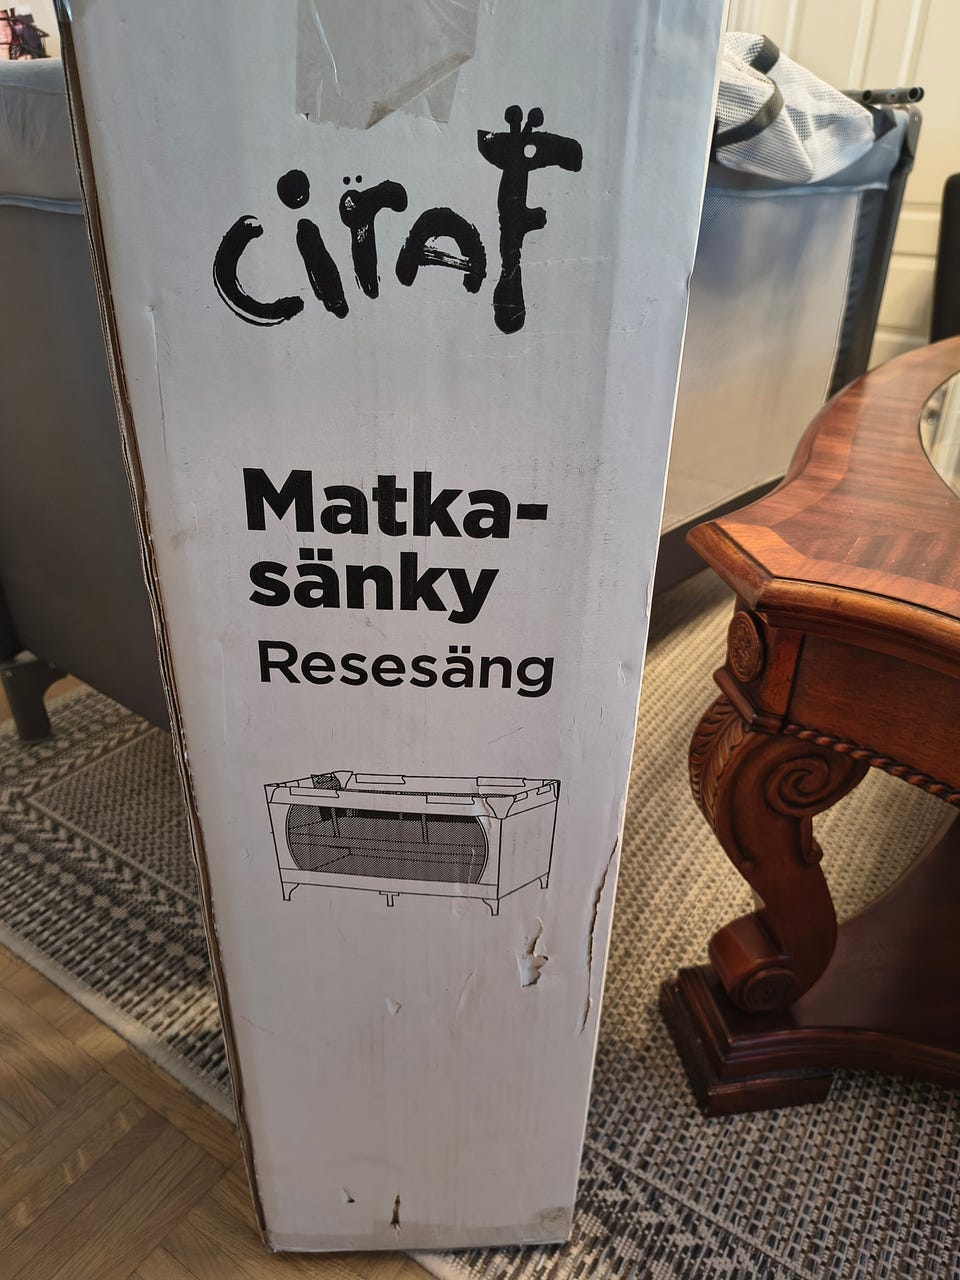 ciraf
Matka-
sänky
Resesäng